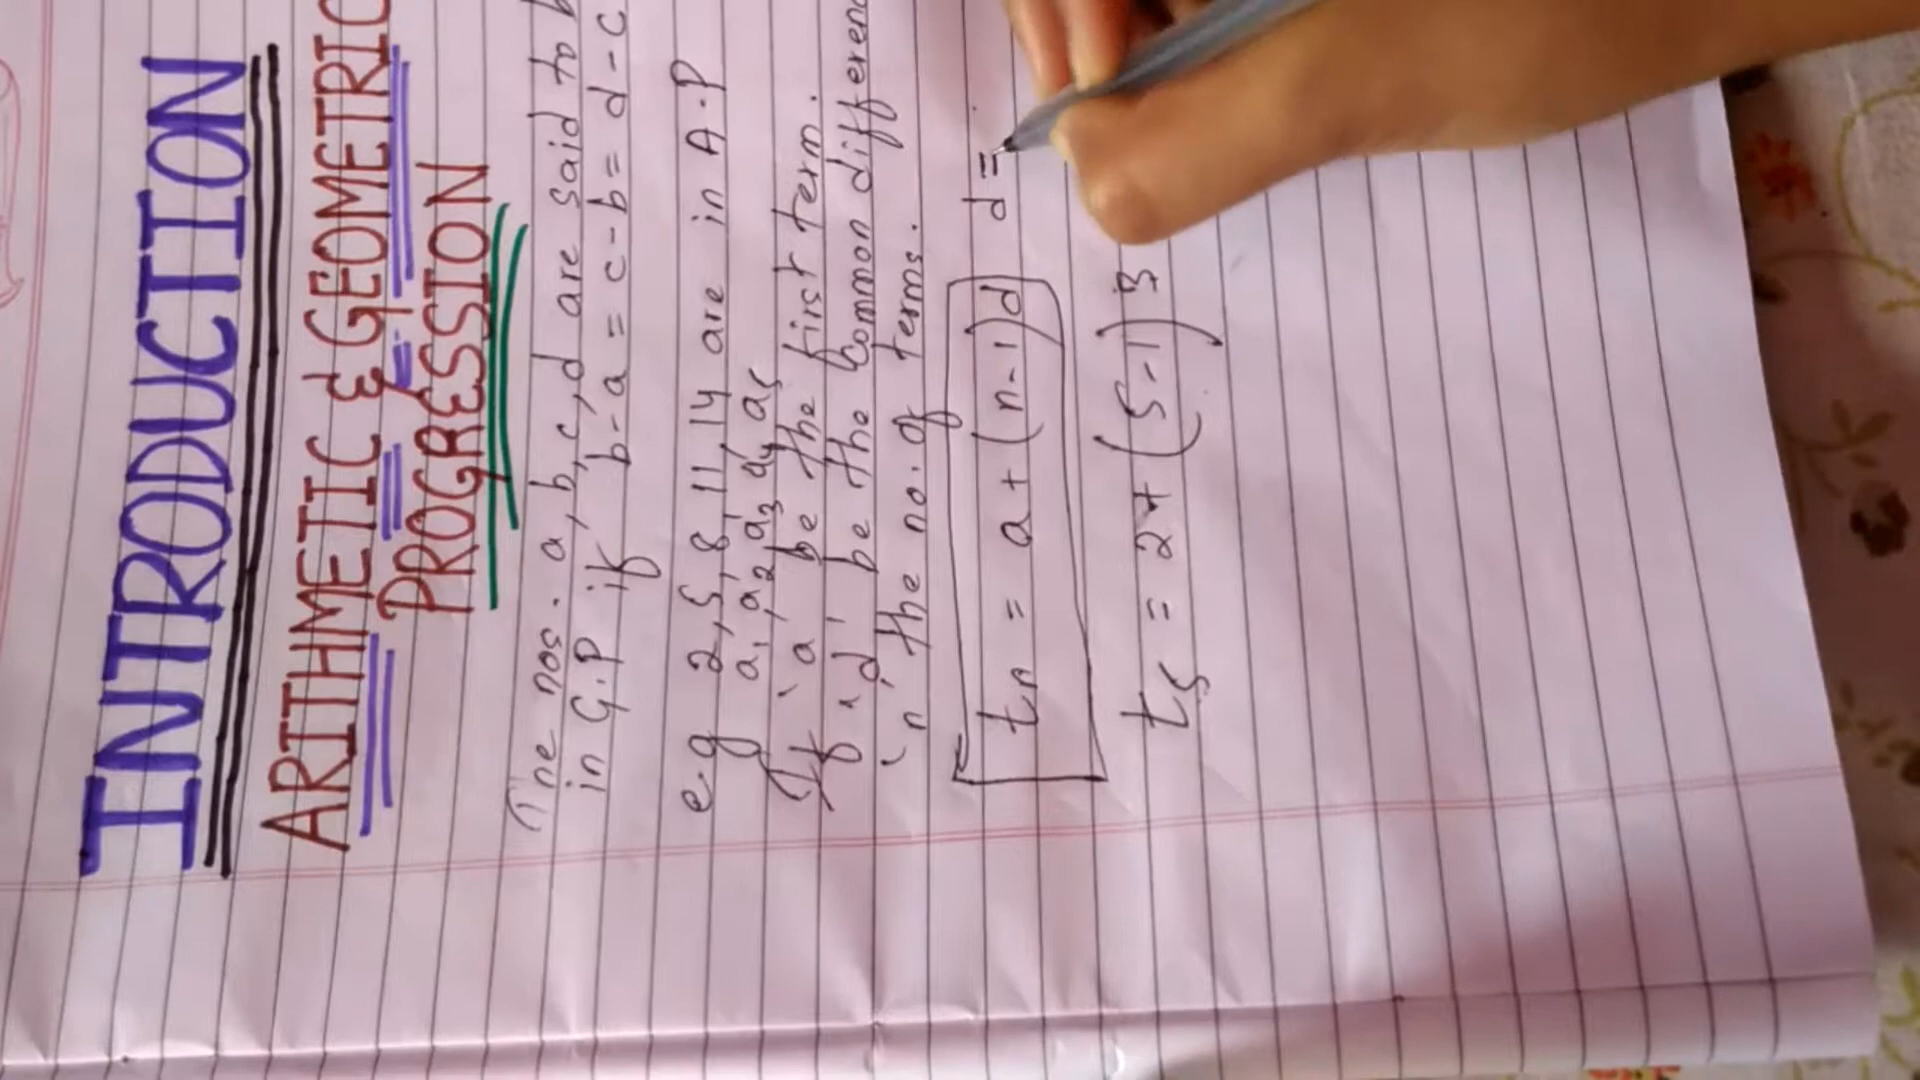 INTRODUCTION
ARITHMETIC & GEOMETRIC
PROGRESSION
The nos. a, b, c, d are said to b
in G.P if b-a = c-b = d-c
e.g 2, 5, 8, 11, 14 are in A.P
a₁, a₂, a₃, a₄, a₅
If 'a' be the first term.
'd' be the common differenc
'n' the no. of terms.
tn = a + (n-1)d d =
t₅ = 2+ (5-1) 3